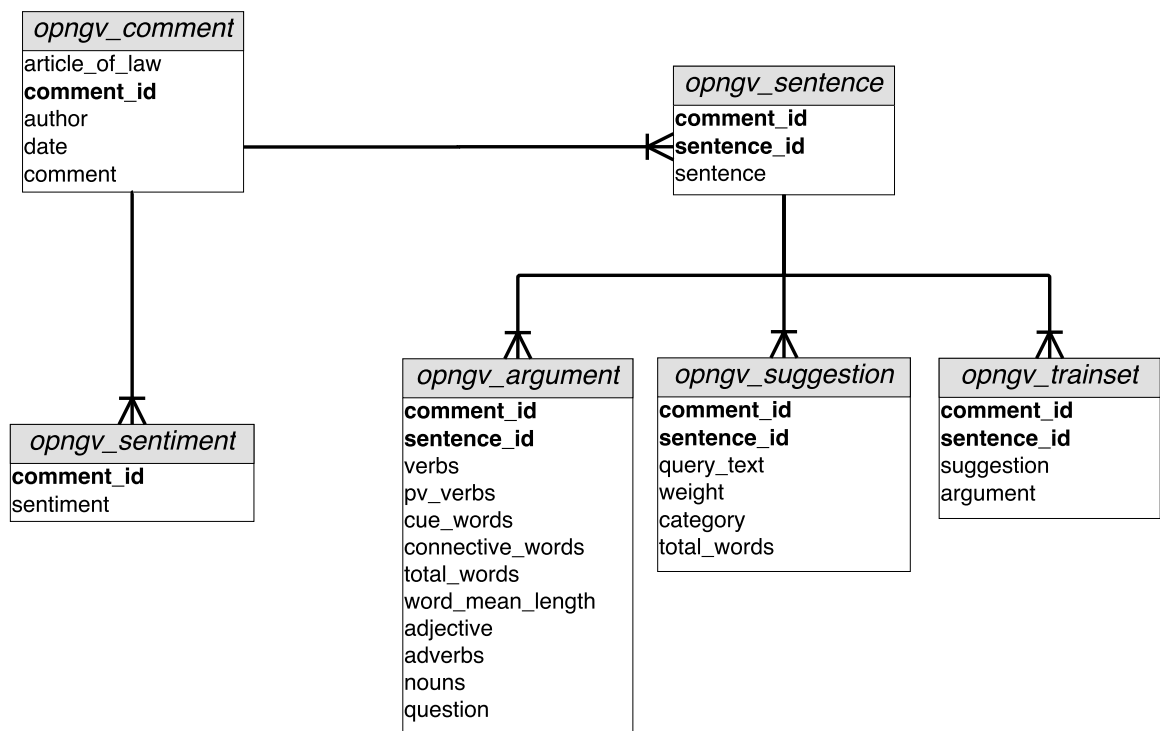 opngv_comment
article_of_law
comment_id
author
date
comment
opngv_sentence
comment_id
sentence_id
sentence
opngv_sentiment
comment_id
sentiment
opngv_argument
comment_id
sentence_id
verbs
pv_verbs
cue_words
connective_words
total_words
word_mean_length
adjective
adverbs
nouns
question
opngv_suggestion
comment_id
sentence_id
query_text
weight
category
total_words
opngv_trainset
comment_id
sentence_id
suggestion
argument